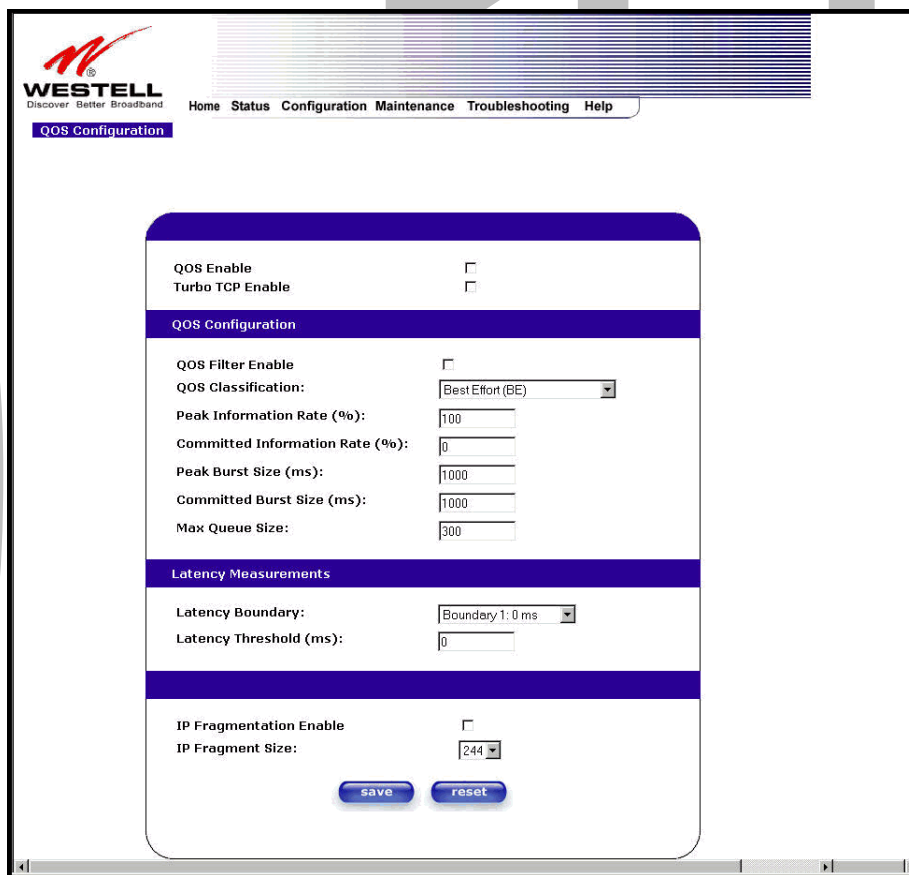 WESTELL
Discover Better Broadband
Home Status Configuration Maintenance Troubleshooting Help
QOS Configuration
QOS Enable
Turbo TCP Enable
QOS Configuration
QOS Filter Enable
QOS Classification: Best Effort (BE)
Peak Information Rate (%): 100
Committed Information Rate (%): 0
Peak Burst Size (ms): 1000
Committed Burst Size (ms): 1000
Max Queue Size: 300
Latency Measurements
Latency Boundary: Boundary 1: 0 ms
Latency Threshold (ms): 0
IP Fragmentation Enable
IP Fragment Size: 244
save reset